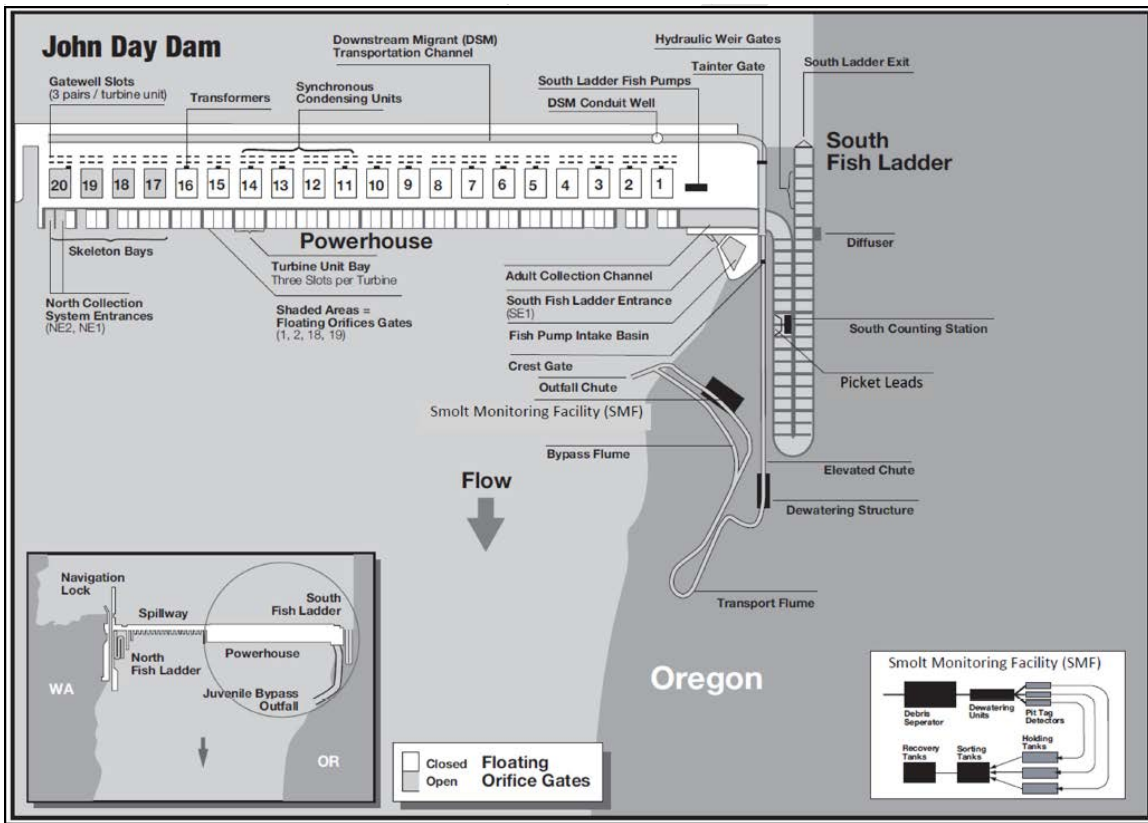 John Day Dam
Downstream Migrant (DSM)
Transportation Channel
Hydraulic Weir Gates
Tainter Gate
South Ladder Exit
Gatewell Slots
(3 pairs / turbine unit)
Transformers
Synchronous
Condensing Units
South Ladder Fish Pumps
DSM Conduit Well
South
Fish Ladder
20 19 18 17 16 15 14 13 12 11 10 9 8 7 6 5 4 3 2 1
Skeleton Bays
Powerhouse
Diffuser
Turbine Unit Bay
Three Slots per Turbine
Adult Collection Channel
North Collection
System Entrances
(NE2, NE1)
Shaded Areas =
Floating Orifices Gates
(1, 2, 18, 19)
South Fish Ladder Entrance
(SE1)
Fish Pump Intake Basin
South Counting Station
Crest Gate
Outfall Chute
Picket Leads
Smolt Monitoring Facility (SMF)
Bypass Flume
Elevated Chute
Flow
Dewatering Structure
Transport Flume
Navigation
Lock
Spillway
South
Fish Ladder
North
Fish Ladder
Powerhouse
WA
Juvenile Bypass
Outfall
OR
Oregon
Closed
Open
Floating
Orifice Gates
Smolt Monitoring Facility (SMF)
Debris
Seperator
Dewatering
Units
Pit Tag
Detectors
Recovery
Tanks
Sorting
Tanks
Holding
Tanks